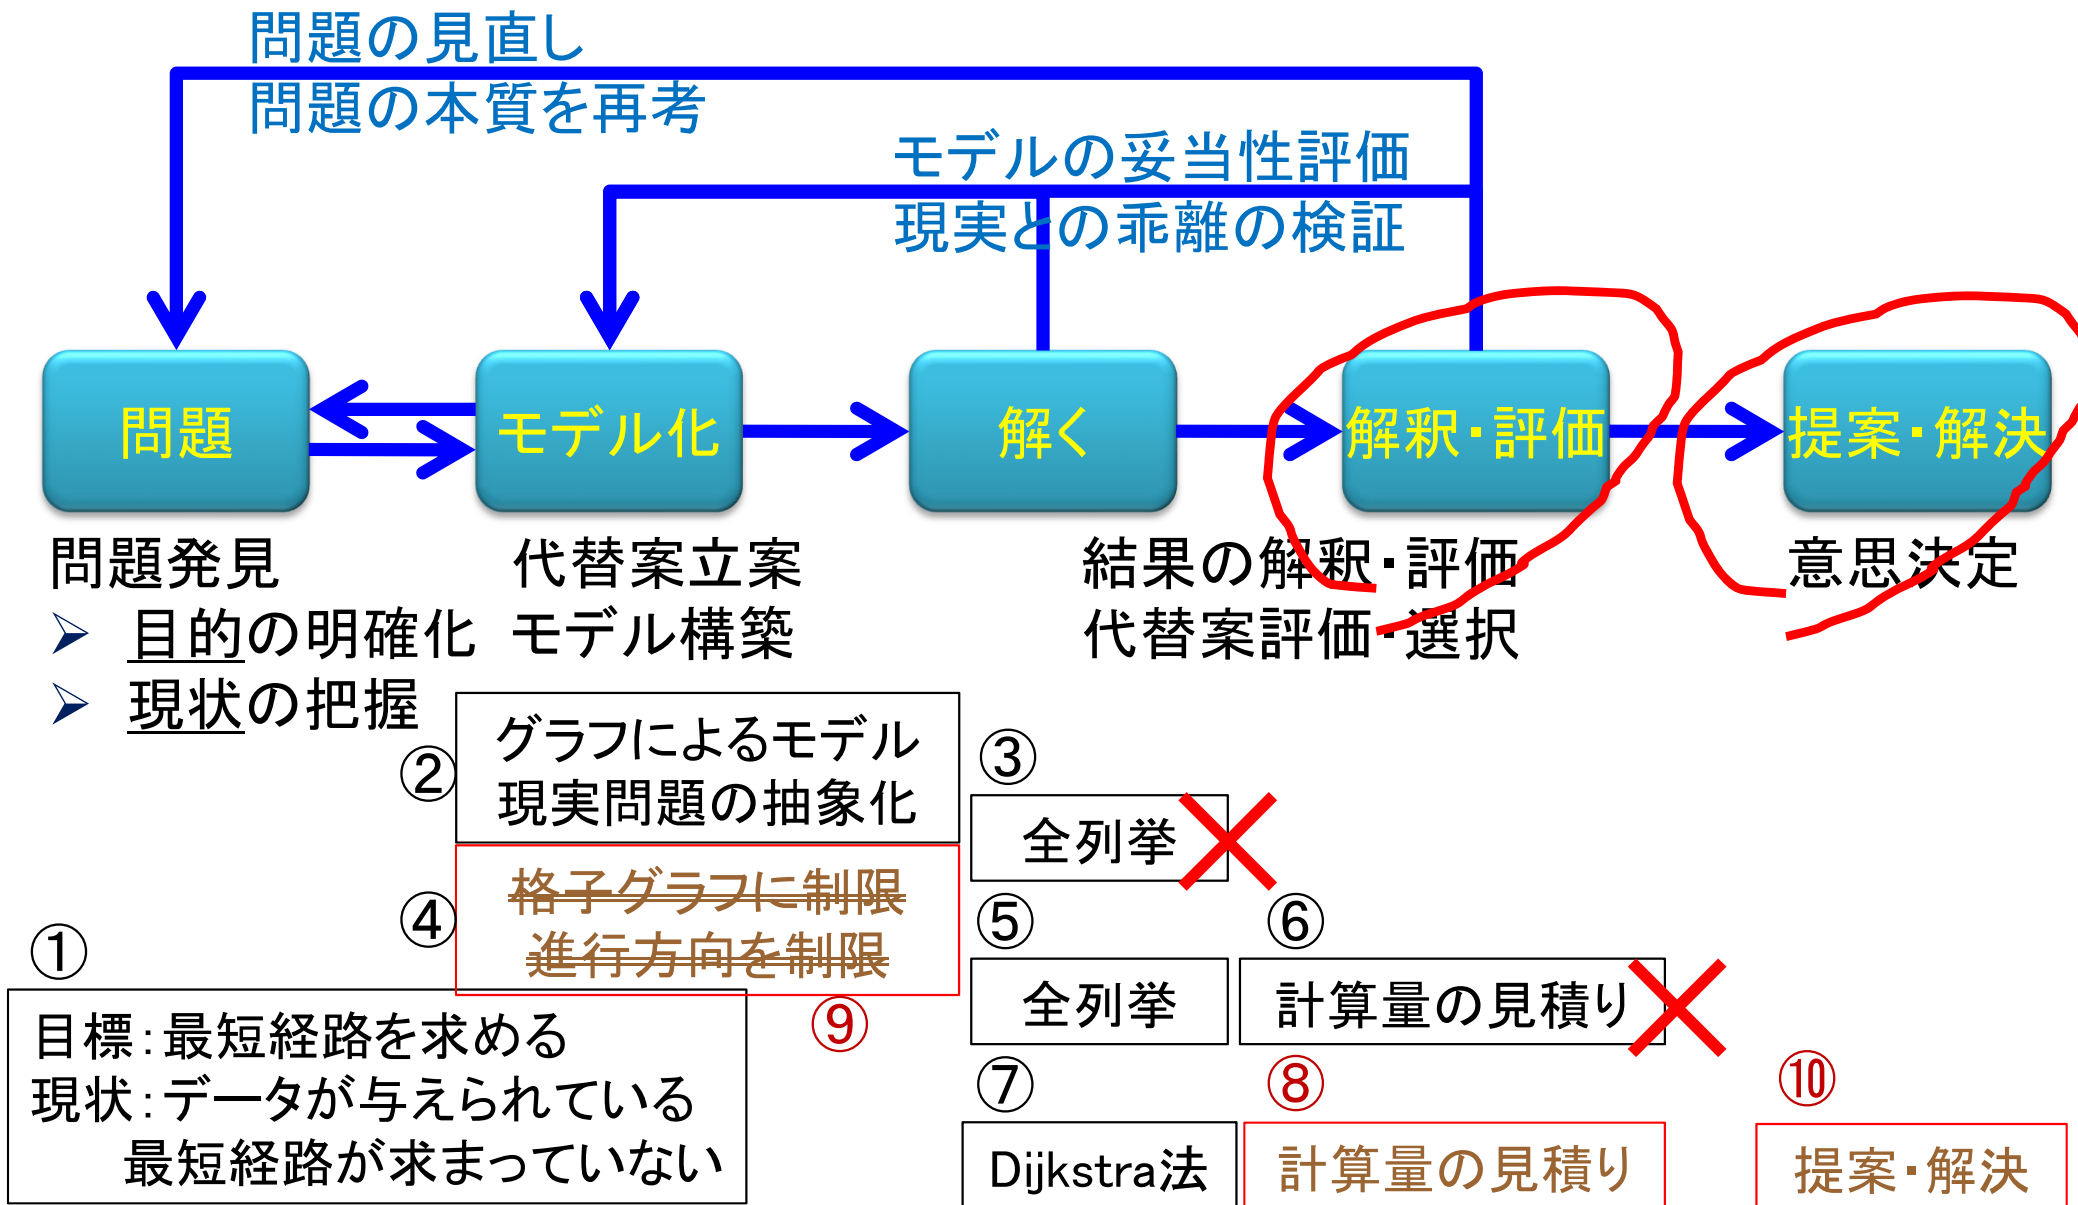 問題の見直し
問題の本質を再考
モデルの妥当性評価
現実との乖離の検証
問題
モデル化
解く
解釈・評価
提案・解決
問題発見
➢ 目的の明確化
➢ 現状の把握
代替案立案
モデル構築
結果の解釈・評価
代替案評価・選択
意思決定
②
グラフによるモデル
現実問題の抽象化
③
全列挙
④
格子グラフに制限
進行方向を制限
⑤
全列挙
⑥
計算量の見積り
①
目標：最短経路を求める
現状：データが与えられている
最短経路が求まっていない
⑨
⑦
Dijkstra法
⑧
計算量の見積り
⑩
提案・解決